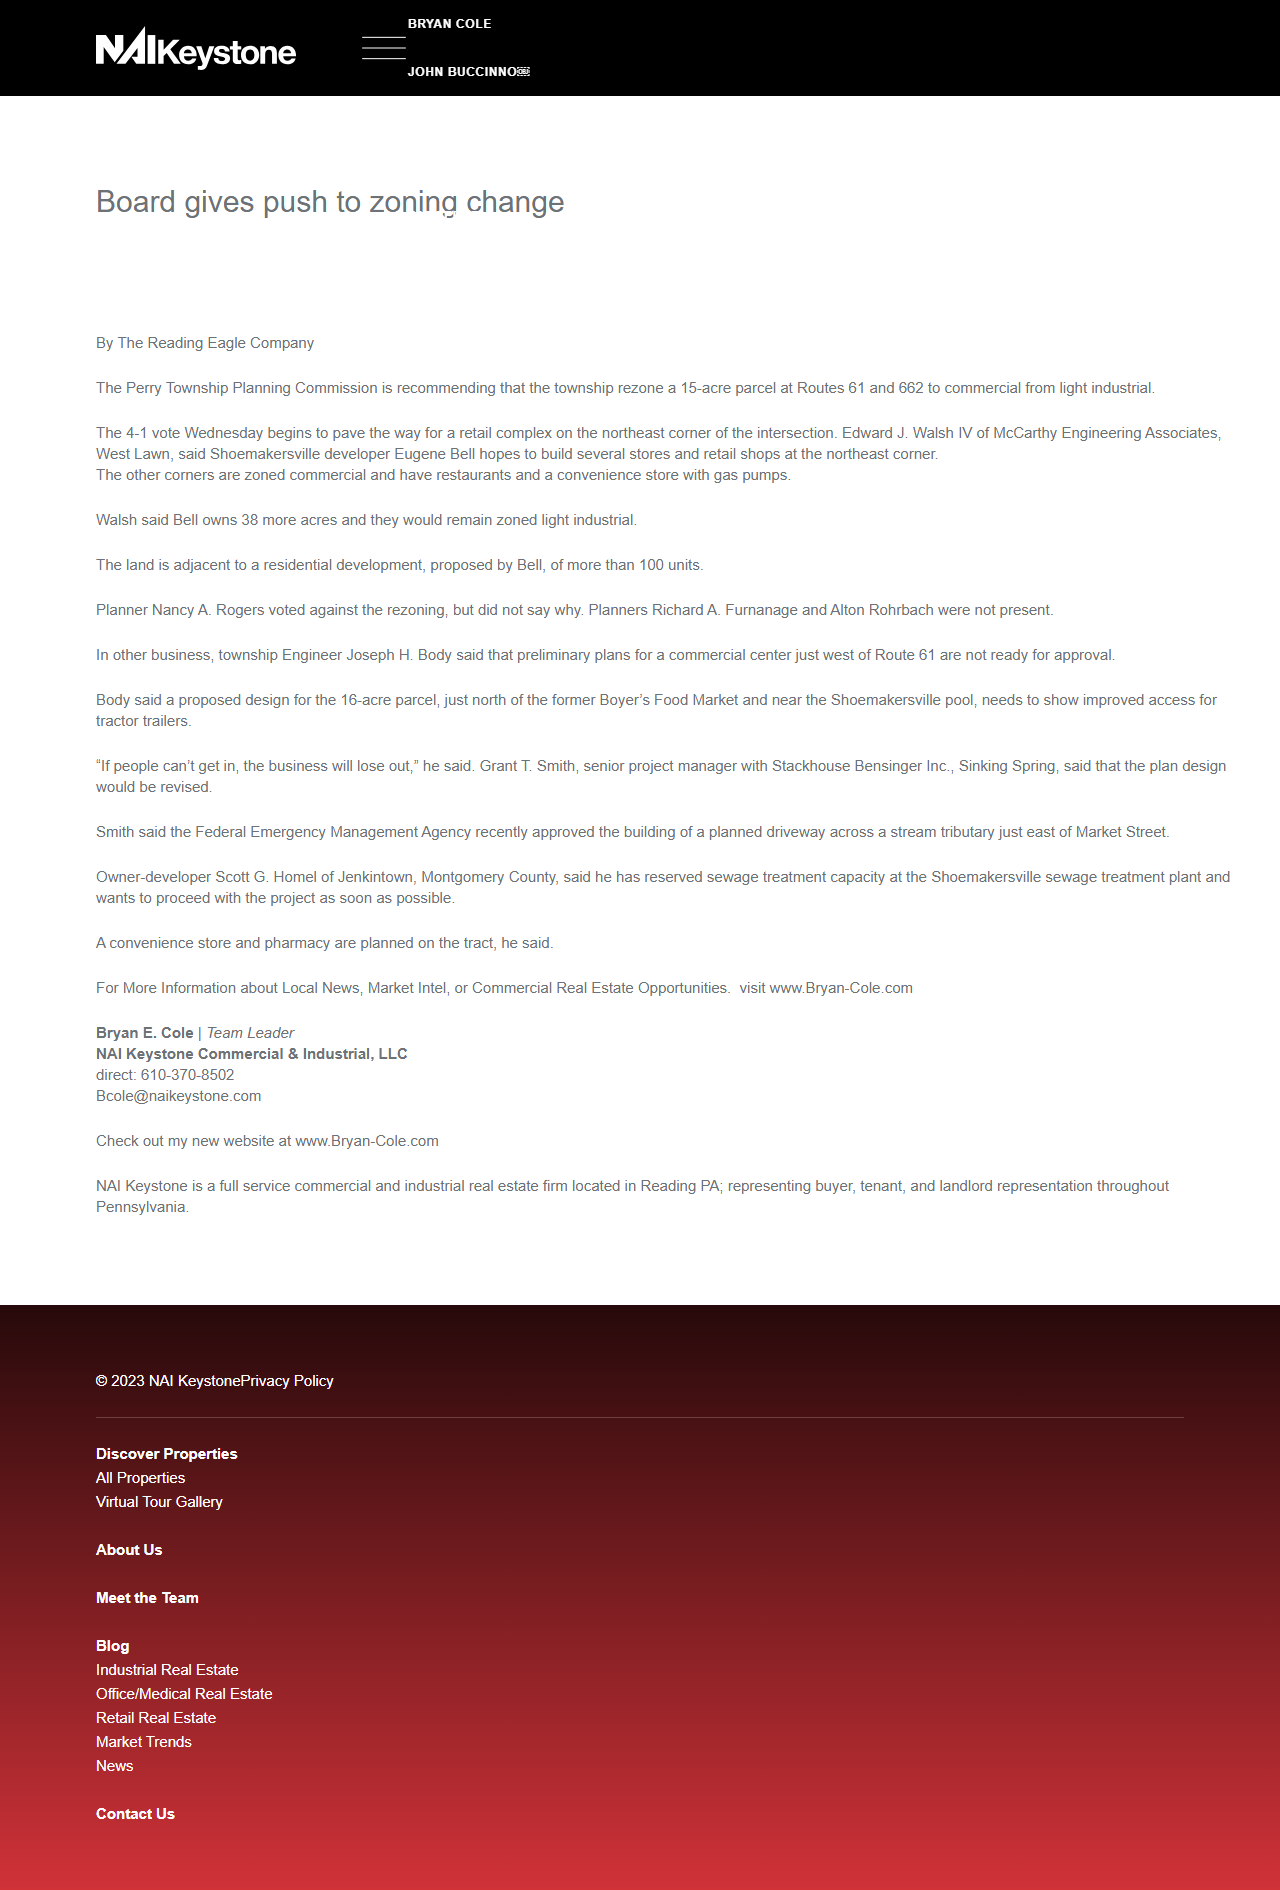 NAIKeystone
BRYAN COLE
JOHN BUCCINNO￼
Board gives push to zoning change
By The Reading Eagle Company
The Perry Township Planning Commission is recommending that the township rezone a 15-acre parcel at Routes 61 and 662 to commercial from light industrial.
The 4-1 vote Wednesday begins to pave the way for a retail complex on the northeast corner of the intersection. Edward J. Walsh IV of McCarthy Engineering Associates,
West Lawn, said Shoemakersville developer Eugene Bell hopes to build several stores and retail shops at the northeast corner.
The other corners are zoned commercial and have restaurants and a convenience store with gas pumps.
Walsh said Bell owns 38 more acres and they would remain zoned light industrial.
The land is adjacent to a residential development, proposed by Bell, of more than 100 units.
Planner Nancy A. Rogers voted against the rezoning, but did not say why. Planners Richard A. Furnanage and Alton Rohrbach were not present.
In other business, township Engineer Joseph H. Body said that preliminary plans for a commercial center just west of Route 61 are not ready for approval.
Body said a proposed design for the 16-acre parcel, just north of the former Boyer’s Food Market and near the Shoemakersville pool, needs to show improved access for
tractor trailers.
“If people can’t get in, the business will lose out,” he said. Grant T. Smith, senior project manager with Stackhouse Bensinger Inc., Sinking Spring, said that the plan design
would be revised.
Smith said the Federal Emergency Management Agency recently approved the building of a planned driveway across a stream tributary just east of Market Street.
Owner-developer Scott G. Homel of Jenkintown, Montgomery County, said he has reserved sewage treatment capacity at the Shoemakersville sewage treatment plant and
wants to proceed with the project as soon as possible.
A convenience store and pharmacy are planned on the tract, he said.
For More Information about Local News, Market Intel, or Commercial Real Estate Opportunities.  visit www.Bryan-Cole.com
Bryan E. Cole | Team Leader
NAI Keystone Commercial & Industrial, LLC
direct: 610-370-8502
Bcole@naikeystone.com
Check out my new website at www.Bryan-Cole.com
NAI Keystone is a full service commercial and industrial real estate firm located in Reading PA; representing buyer, tenant, and landlord representation throughout
Pennsylvania.
© 2023 NAI KeystonePrivacy Policy
Discover Properties
All Properties
Virtual Tour Gallery
About Us
Meet the Team
Blog
Industrial Real Estate
Office/Medical Real Estate
Retail Real Estate
Market Trends
News
Contact Us